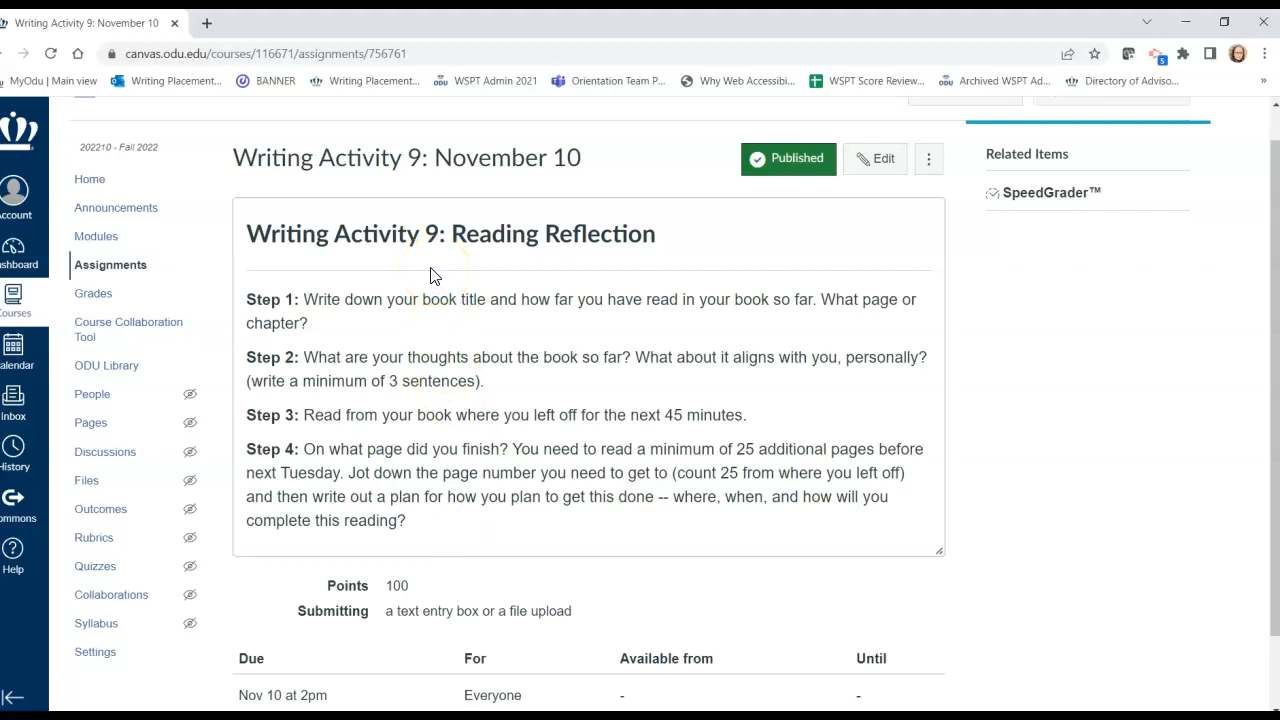 Writing Activity 9: November 10
canvas.odu.edu/courses/116671/assignments/756761
5
MyOdu | Main view
Writing Placement...
BANNER
Writing Placement...
WSPT Admin 2021
Orientation Team P...
Why Web Accessibi...
WSPT Score Review...
Archived WSPT Ad...
Directory of Adviso...
»
202210 - Fall 2022
Home
Announcements
Modules
Assignments
Grades
Course Collaboration
Tool
ODU Library
People
Pages
Discussions
Files
Outcomes
Rubrics
Quizzes
Collaborations
Syllabus
Settings
ccount
shboard
ourses
alendar
Inbox
istory
ommons
Help
Writing Activity 9: November 10
Published
Edit
Writing Activity 9: Reading Reflection
Step 1: Write down your book title and how far you have read in your book so far. What page or
chapter?
Step 2: What are your thoughts about the book so far? What about it aligns with you, personally?
(write a minimum of 3 sentences).
Step 3: Read from your book where you left off for the next 45 minutes.
Step 4: On what page did you finish? You need to read a minimum of 25 additional pages before
next Tuesday. Jot down the page number you need to get to (count 25 from where you left off)
and then write out a plan for how you plan to get this done -- where, when, and how will you
complete this reading?
Points 100
Submitting a text entry box or a file upload
Due For Available from Until
Nov 10 at 2pm Everyone - -
Related Items
SpeedGrader™